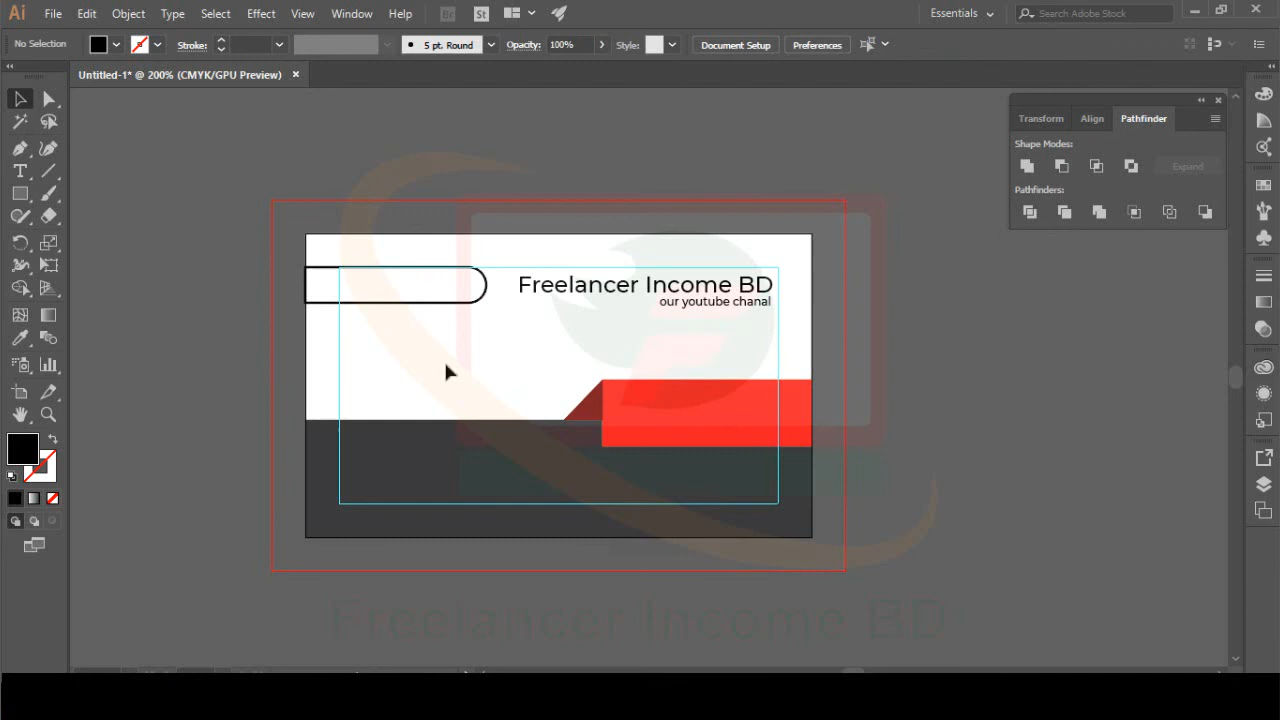 Ai File Edit Object Type Select Effect View Window Help Br St Essentials Search Adobe Stock
No Selection Stroke: 5 pt. Round Opacity: 100% Style: Document Setup Preferences
Untitled-1* @ 200% (CMYK/GPU Preview)
Transform Align Pathfinder
Shape Modes:
Expand
Pathfinders:
Freelancer Income BD
our youtube chanal
Freelancer Income BD